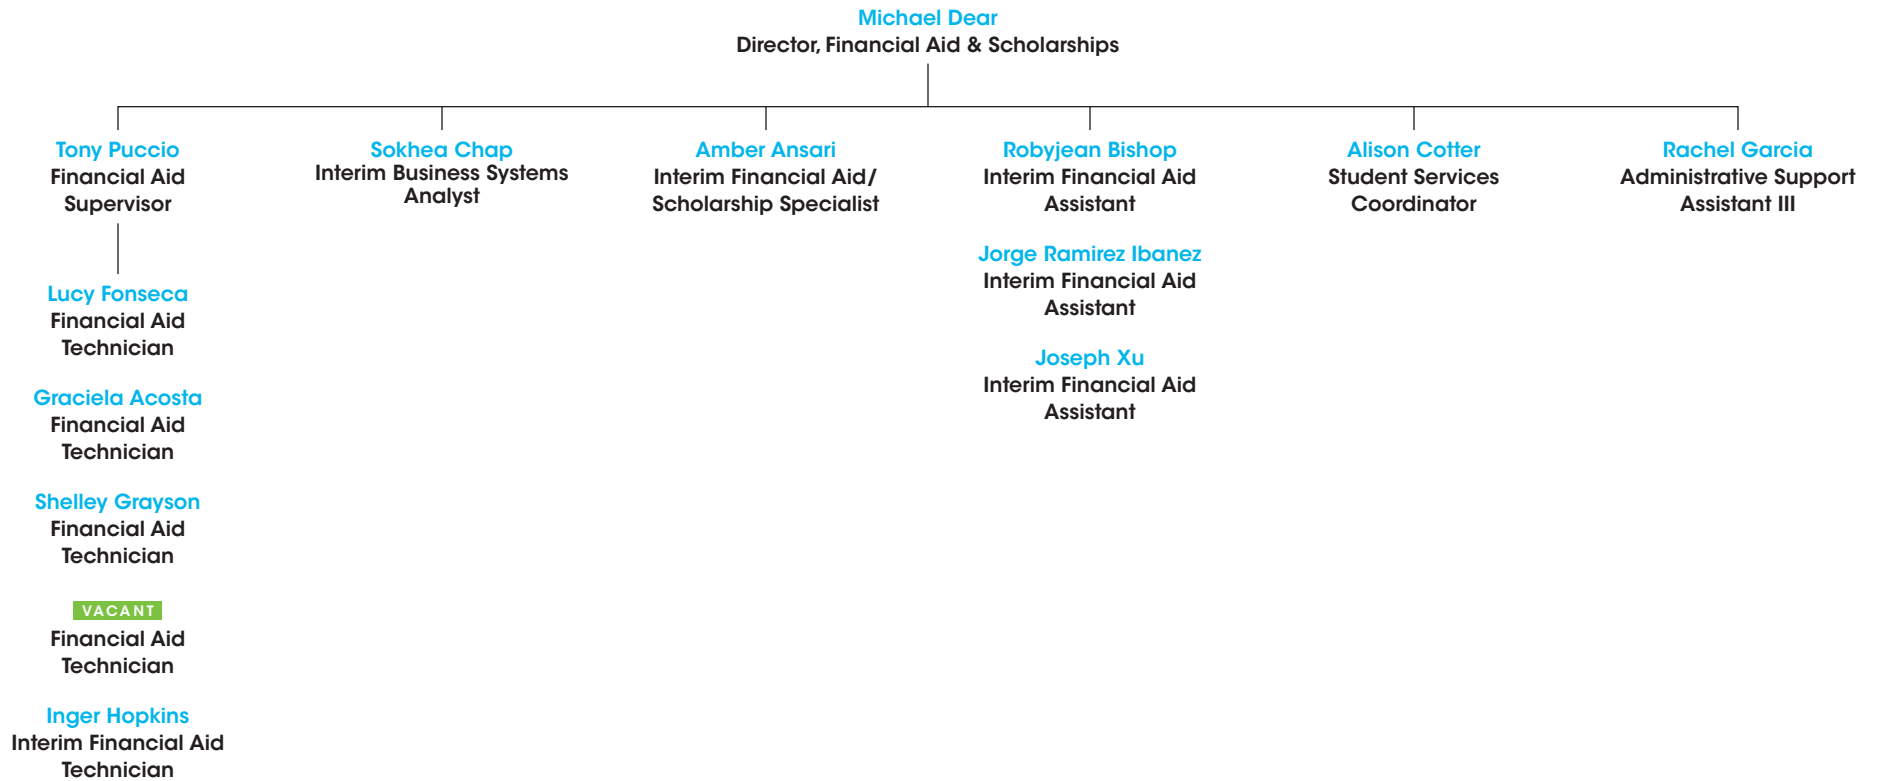 Michael Dear
Director, Financial Aid & Scholarships
Tony Puccio
Financial Aid
Supervisor
Lucy Fonseca
Financial Aid
Technician
Graciela Acosta
Financial Aid
Technician
Shelley Grayson
Financial Aid
Technician
VACANT
Financial Aid
Technician
Inger Hopkins
Interim Financial Aid
Technician
Sokhea Chap
Interim Business Systems
Analyst
Amber Ansari
Interim Financial Aid/
Scholarship Specialist
Robyjean Bishop
Interim Financial Aid
Assistant
Jorge Ramirez Ibanez
Interim Financial Aid
Assistant
Joseph Xu
Interim Financial Aid
Assistant
Alison Cotter
Student Services
Coordinator
Rachel Garcia
Administrative Support
Assistant III